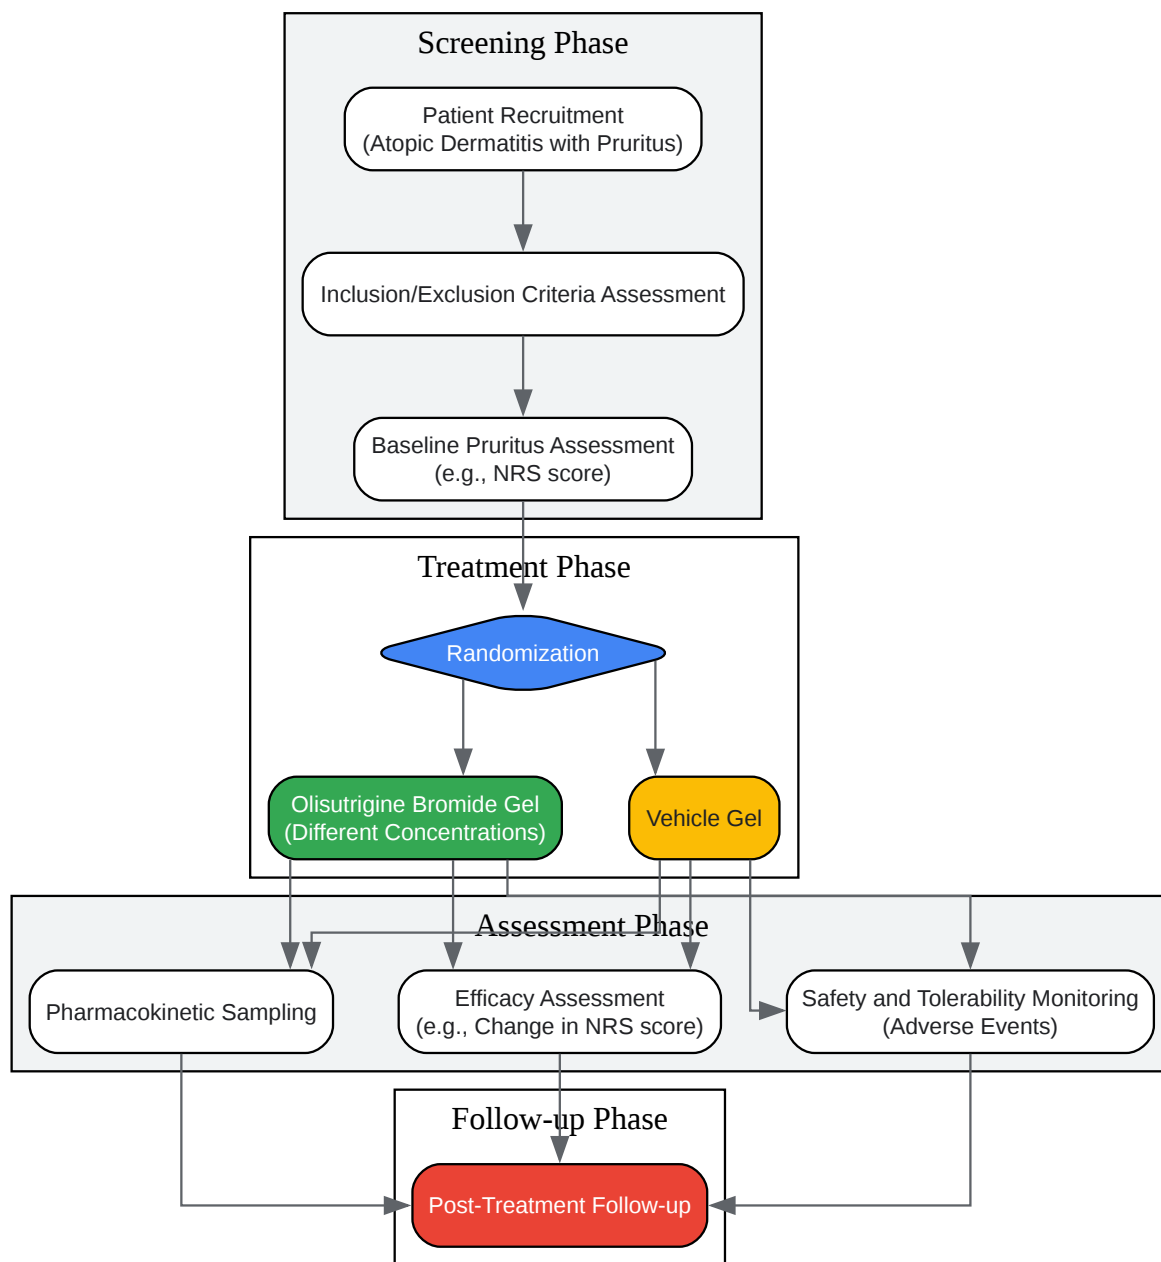 Screening Phase
Patient Recruitment
(Atopic Dermatitis with Pruritus)
Inclusion/Exclusion Criteria Assessment
Baseline Pruritus Assessment
(e.g., NRS score)
Treatment Phase
Randomization
Olisutrigine Bromide Gel
(Different Concentrations)
Vehicle Gel
Assessment Phase
Pharmacokinetic Sampling
Efficacy Assessment
(e.g., Change in NRS score)
Safety and Tolerability Monitoring
(Adverse Events)
Follow-up Phase
Post-Treatment Follow-up